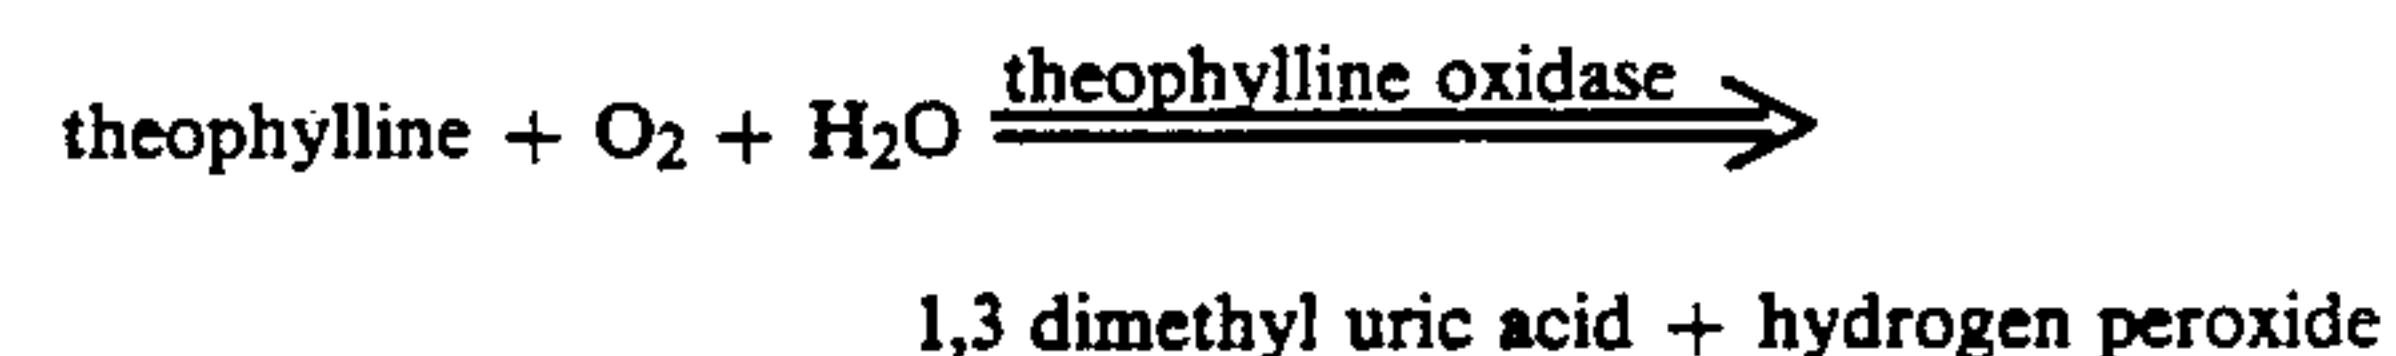 theophylline + O2 + H2O theophylline oxidase
1,3 dimethyl uric acid + hydrogen peroxide